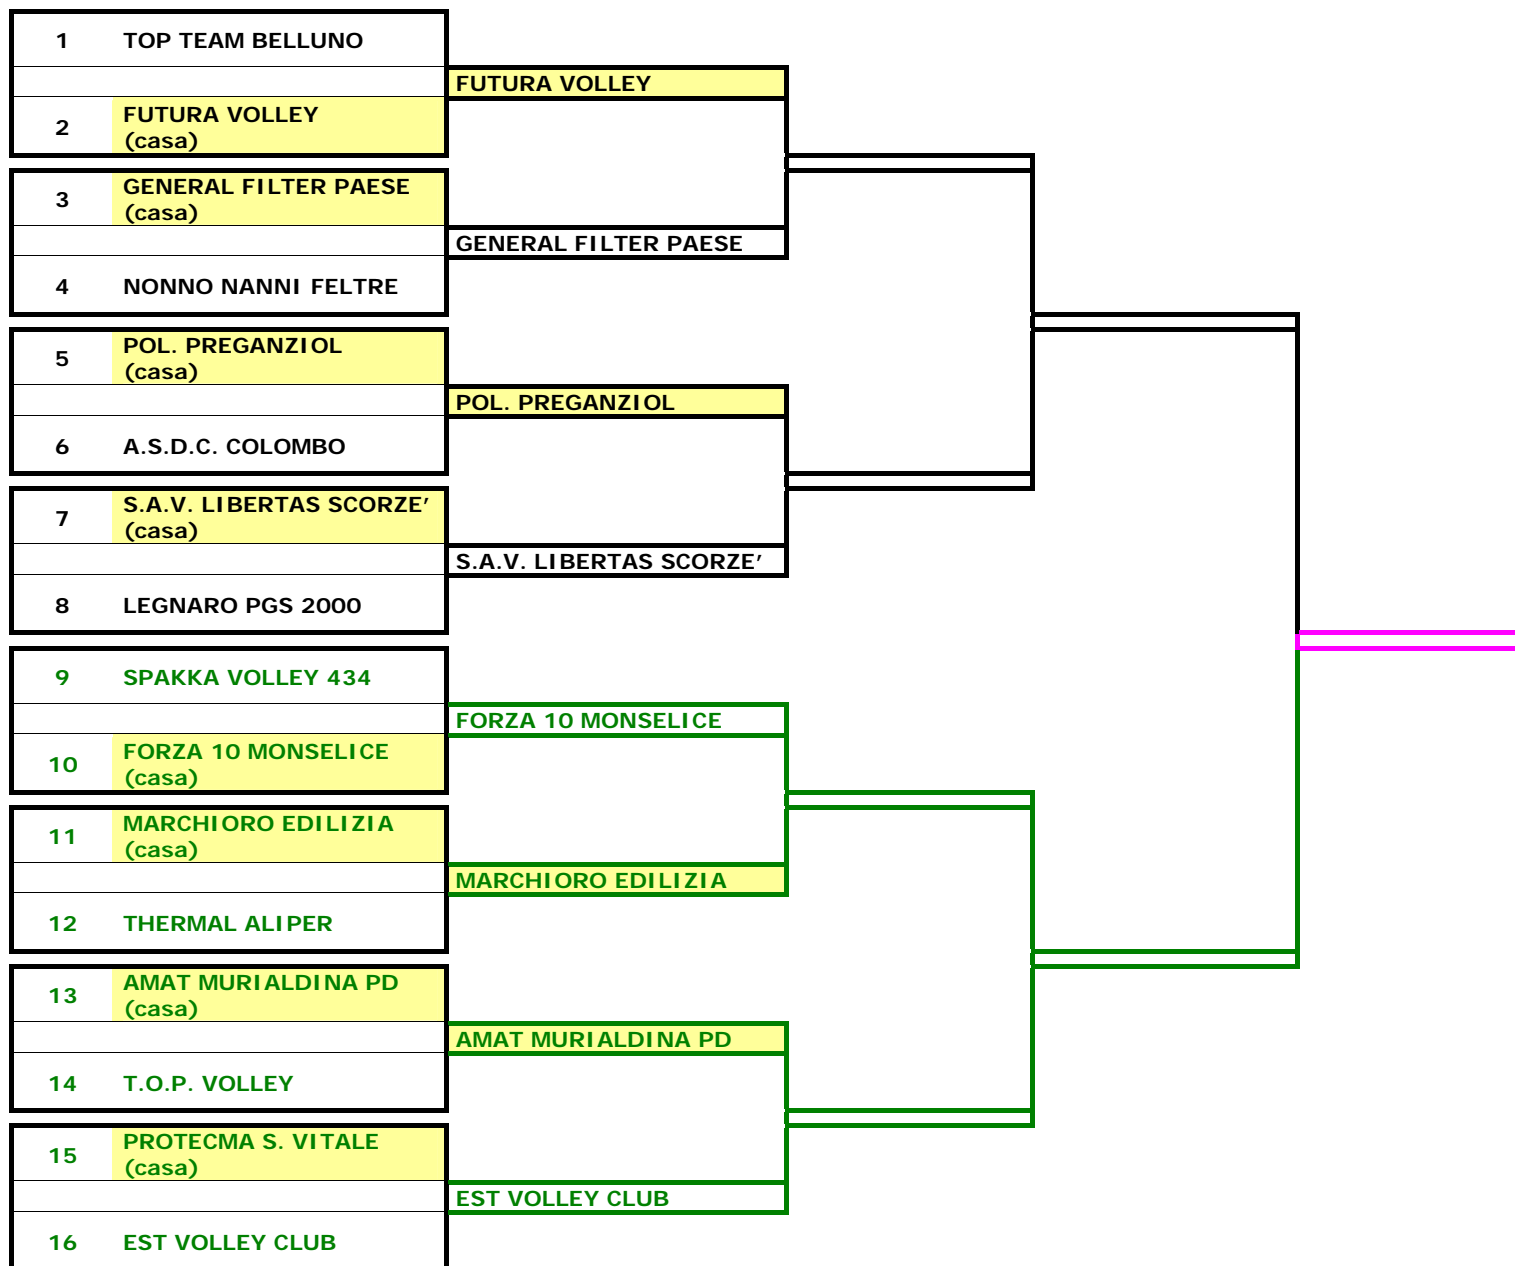 1 TOP TEAM BELLUNO
FUTURA VOLLEY
2 FUTURA VOLLEY
(casa)
3 GENERAL FILTER PAESE
(casa)
GENERAL FILTER PAESE
4 NONNO NANNI FELTRE
5 POL. PREGANZIOL
(casa)
POL. PREGANZIOL
6 A.S.D.C. COLOMBO
7 S.A.V. LIBERTAS SCORZE’
(casa)
S.A.V. LIBERTAS SCORZE’
8 LEGNARO PGS 2000
9 SPAKKA VOLLEY 434
FORZA 10 MONSELICE
10 FORZA 10 MONSELICE
(casa)
11 MARCHIORO EDILIZIA
(casa)
MARCHIORO EDILIZIA
12 THERMAL ALIPER
13 AMAT MURIALDINA PD
(casa)
AMAT MURIALDINA PD
14 T.O.P. VOLLEY
15 PROTECMA S. VITALE
(casa)
EST VOLLEY CLUB
16 EST VOLLEY CLUB